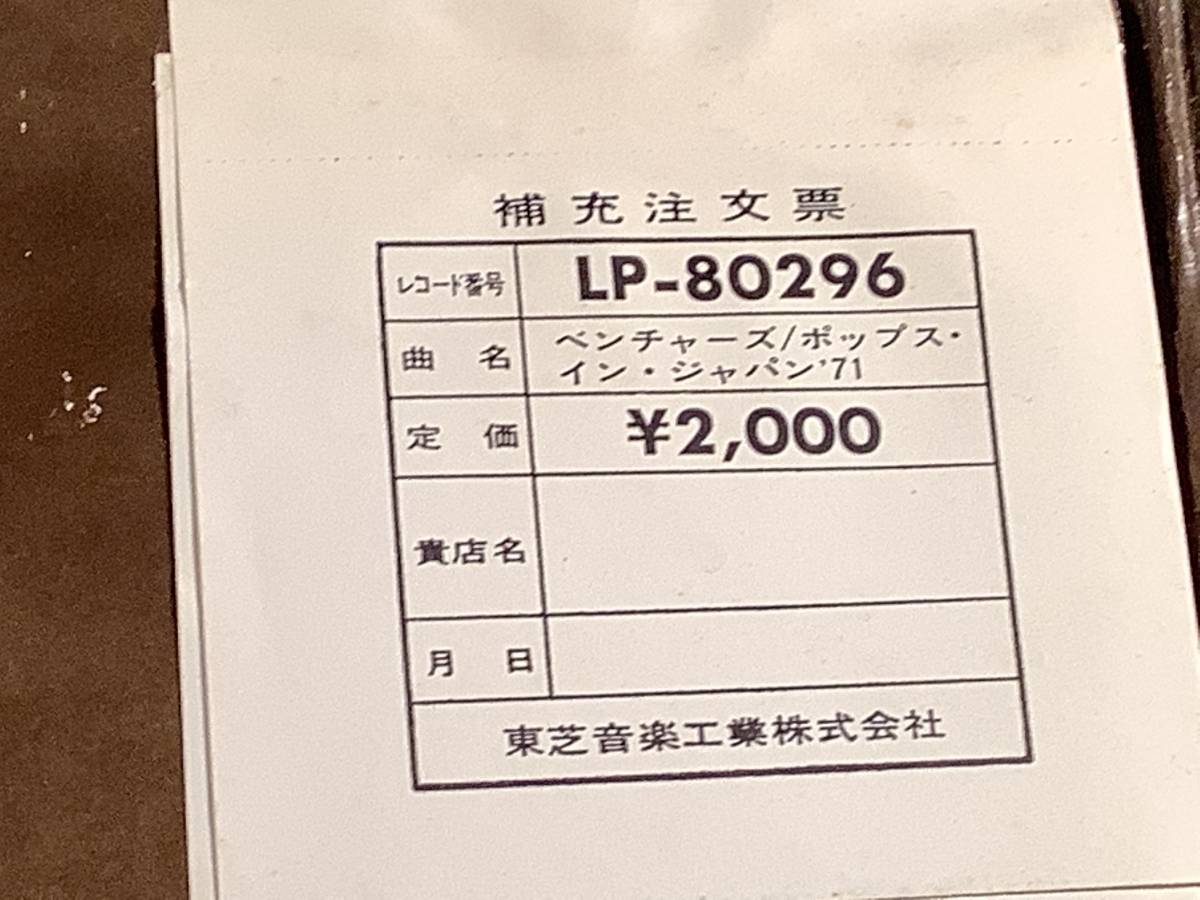 補充注文票
レコード番号 LP-80296
曲名 ベンチャーズ/ポップス・
イン・ジャパン'71
定価 ¥2,000
貴店名
月日
東芝音楽工業株式会社